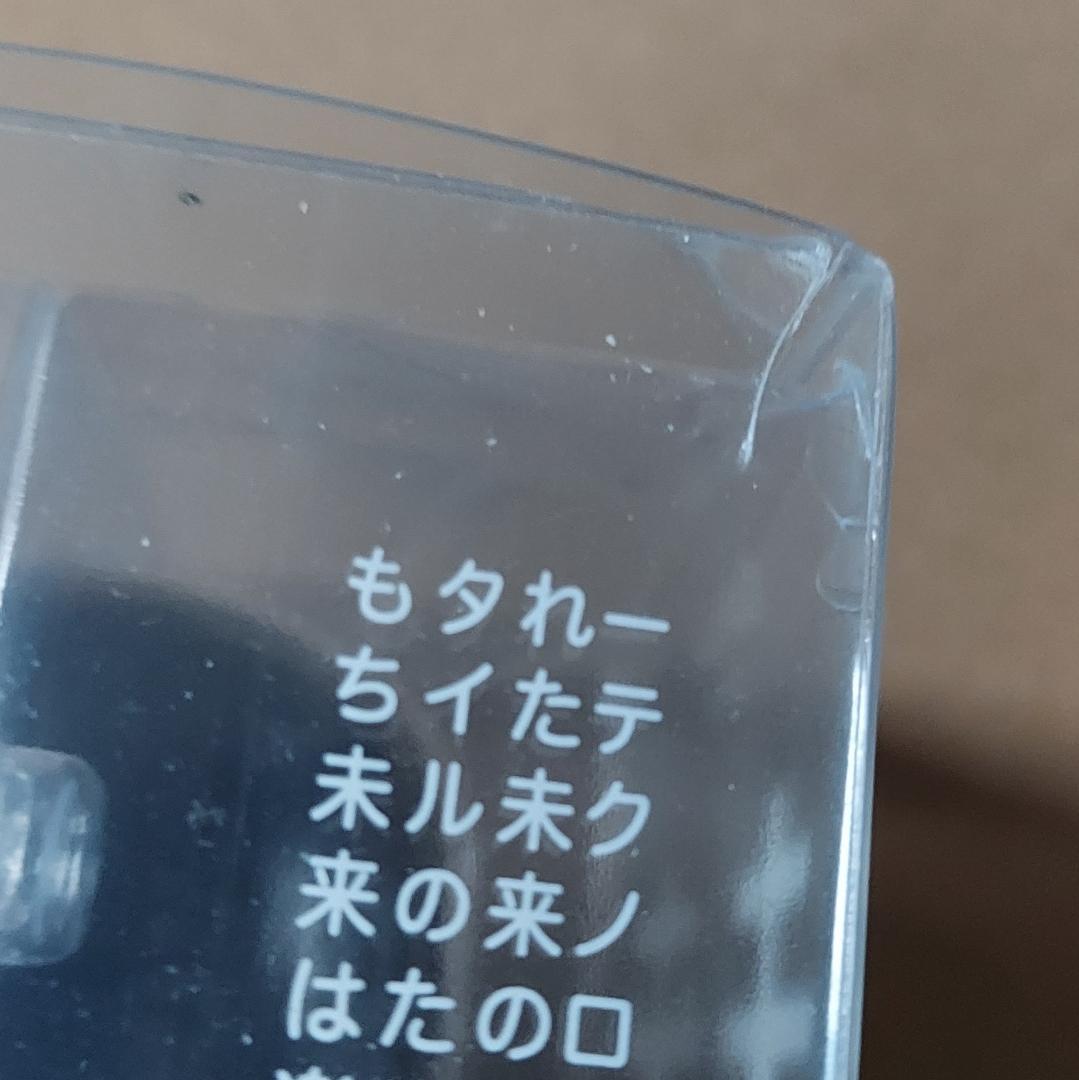 一テクノロ
れた未来の
タイルのた
もち未来は